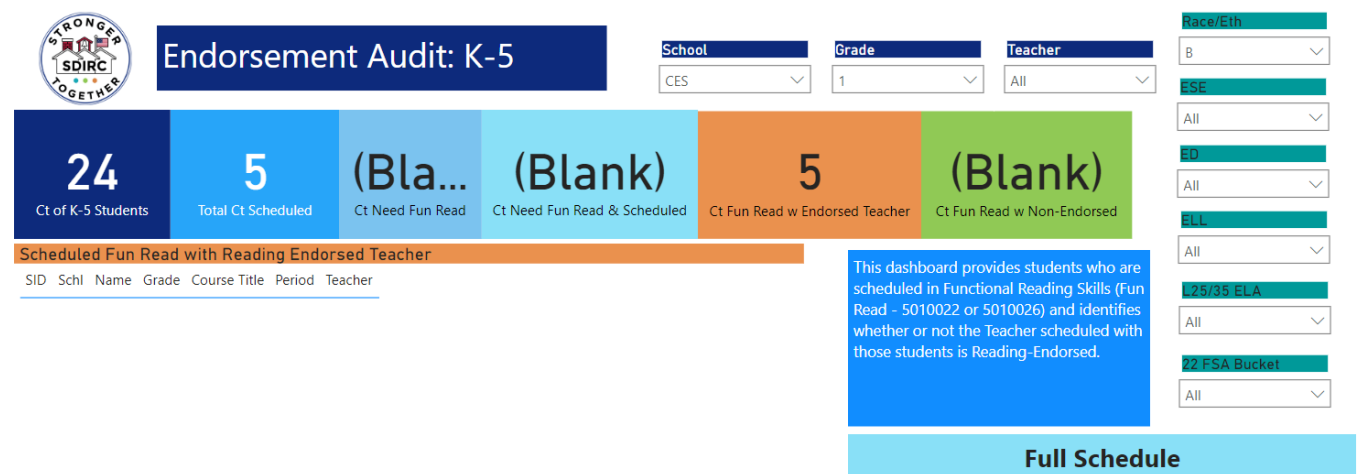 STRONGER
SDIRC
TOGETHER
Endorsement Audit: K-5
School
CES
Grade
1
Teacher
All
Race/Eth
B
ESE
All
ED
All
ELL
All
L25/35 ELA
All
22 FSA Bucket
All
24
Ct of K-5 Students
5
Total Ct Scheduled
(Bla...
Ct Need Fun Read
(Blank)
Ct Need Fun Read & Scheduled
5
Ct Fun Read w Endorsed Teacher
(Blank)
Ct Fun Read w Non-Endorsed
Scheduled Fun Read with Reading Endorsed Teacher
SID Schl Name Grade Course Title Period Teacher
This dashboard provides students who are
scheduled in Functional Reading Skills (Fun
Read - 5010022 or 5010026) and identifies
whether or not the Teacher scheduled with
those students is Reading-Endorsed.
Full Schedule